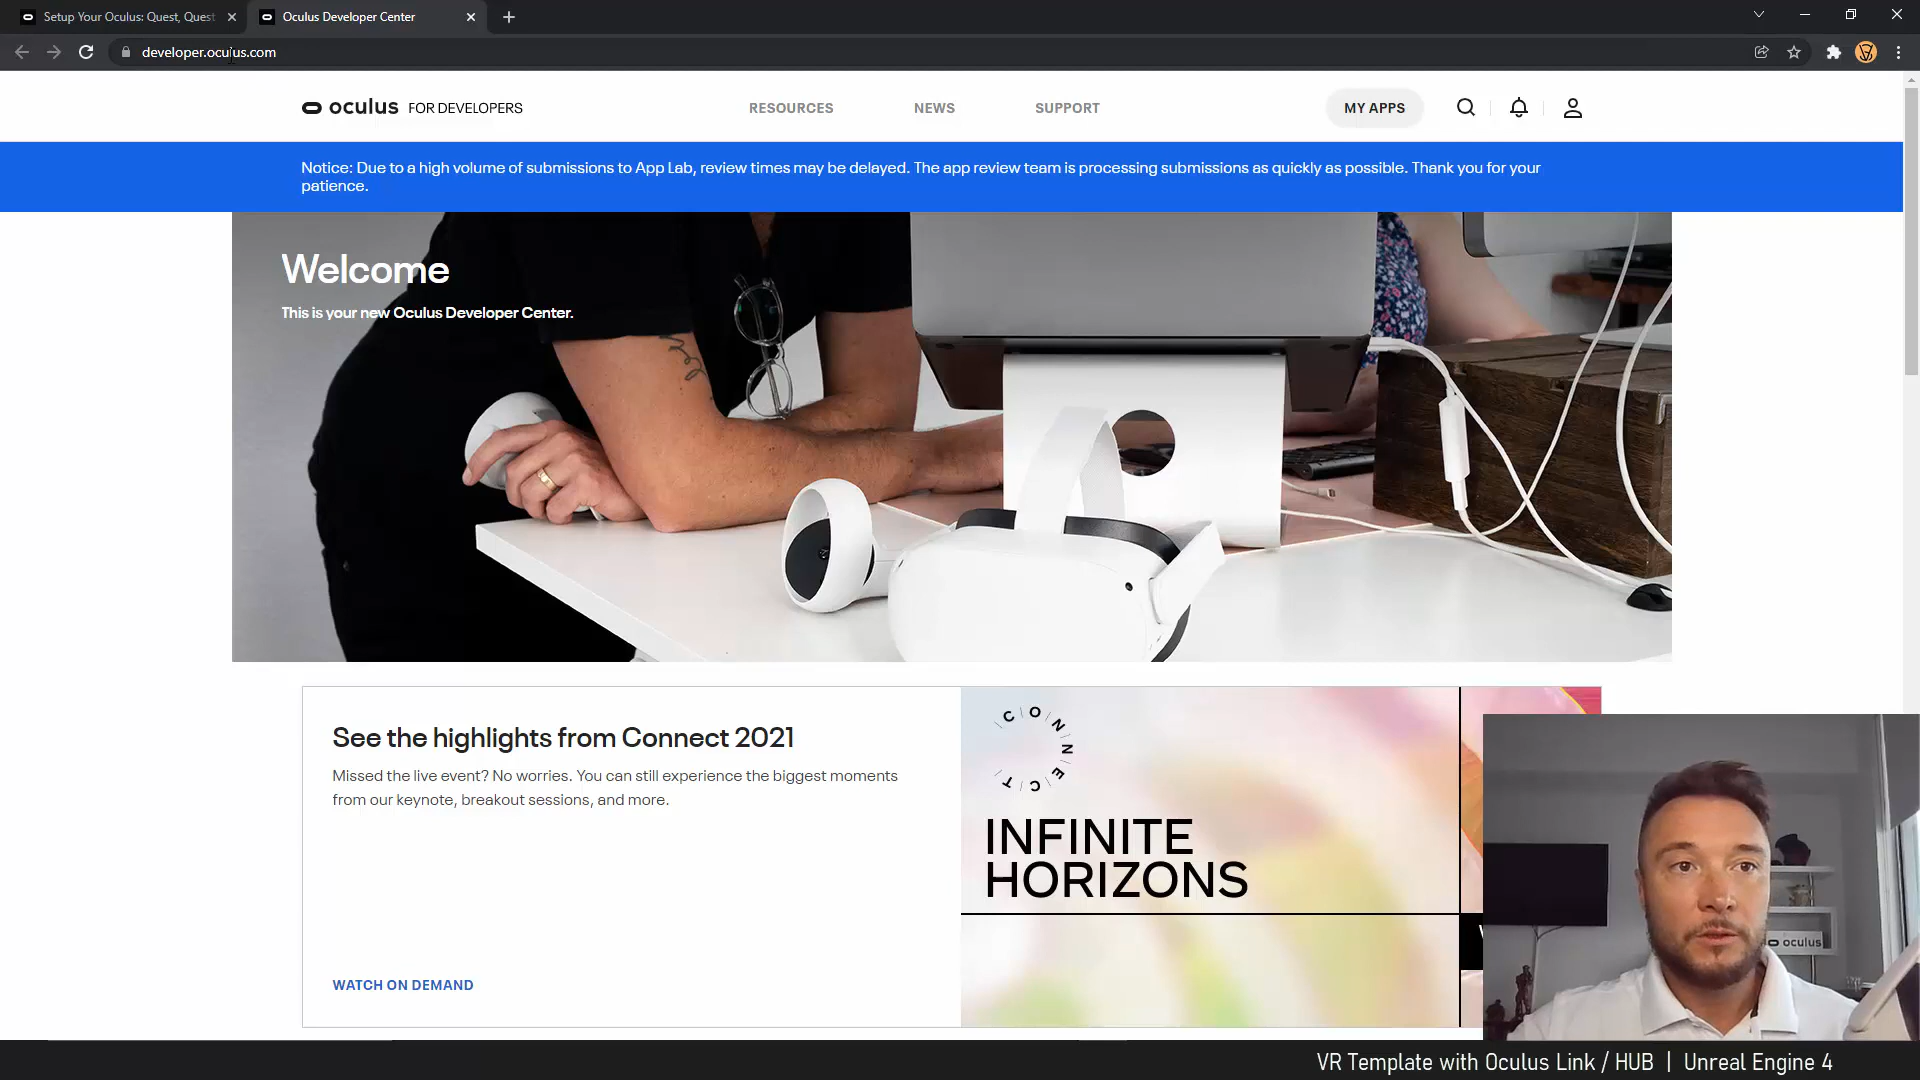 Setup Your Oculus: Quest, Quest
Oculus Developer Center
developer.oculus.com
oculus FOR DEVELOPERS
RESOURCES
NEWS
SUPPORT
MY APPS
Notice: Due to a high volume of submissions to App Lab, review times may be delayed. The app review team is processing submissions as quickly as possible. Thank you for your
patience.
Welcome
This is your new Oculus Developer Center.
See the highlights from Connect 2021
Missed the live event? No worries. You can still experience the biggest moments
from our keynote, breakout sessions, and more.
WATCH ON DEMAND
CONNECT
INFINITE
HORIZONS
oculus
VR Template with Oculus Link / HUB | Unreal Engine 4